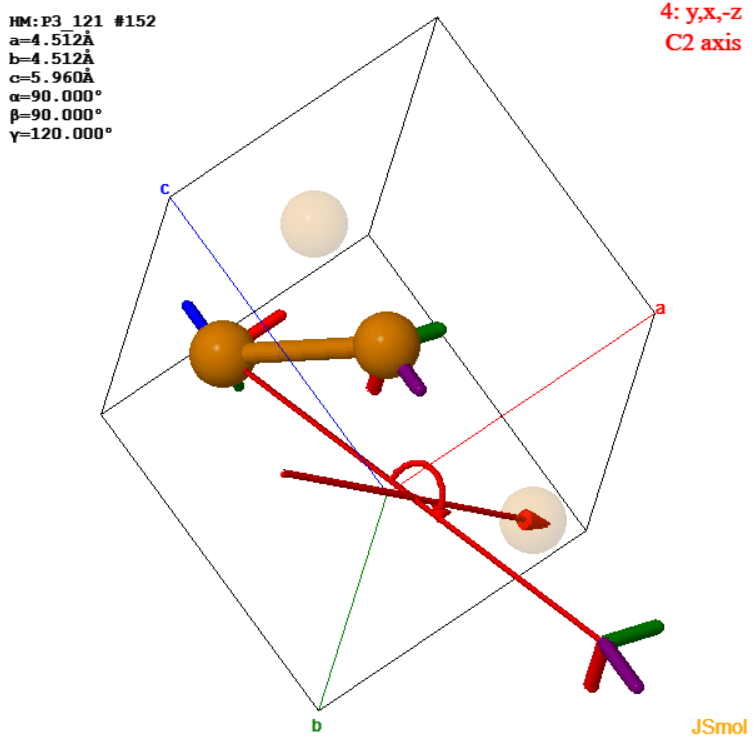 HM:P3_121 #152
a=4.512Å
b=4.512Å
c=5.960Å
α=90.000°
β=90.000°
γ=120.000°
4: y,x,-z
C2 axis
c
a
b
JSmol